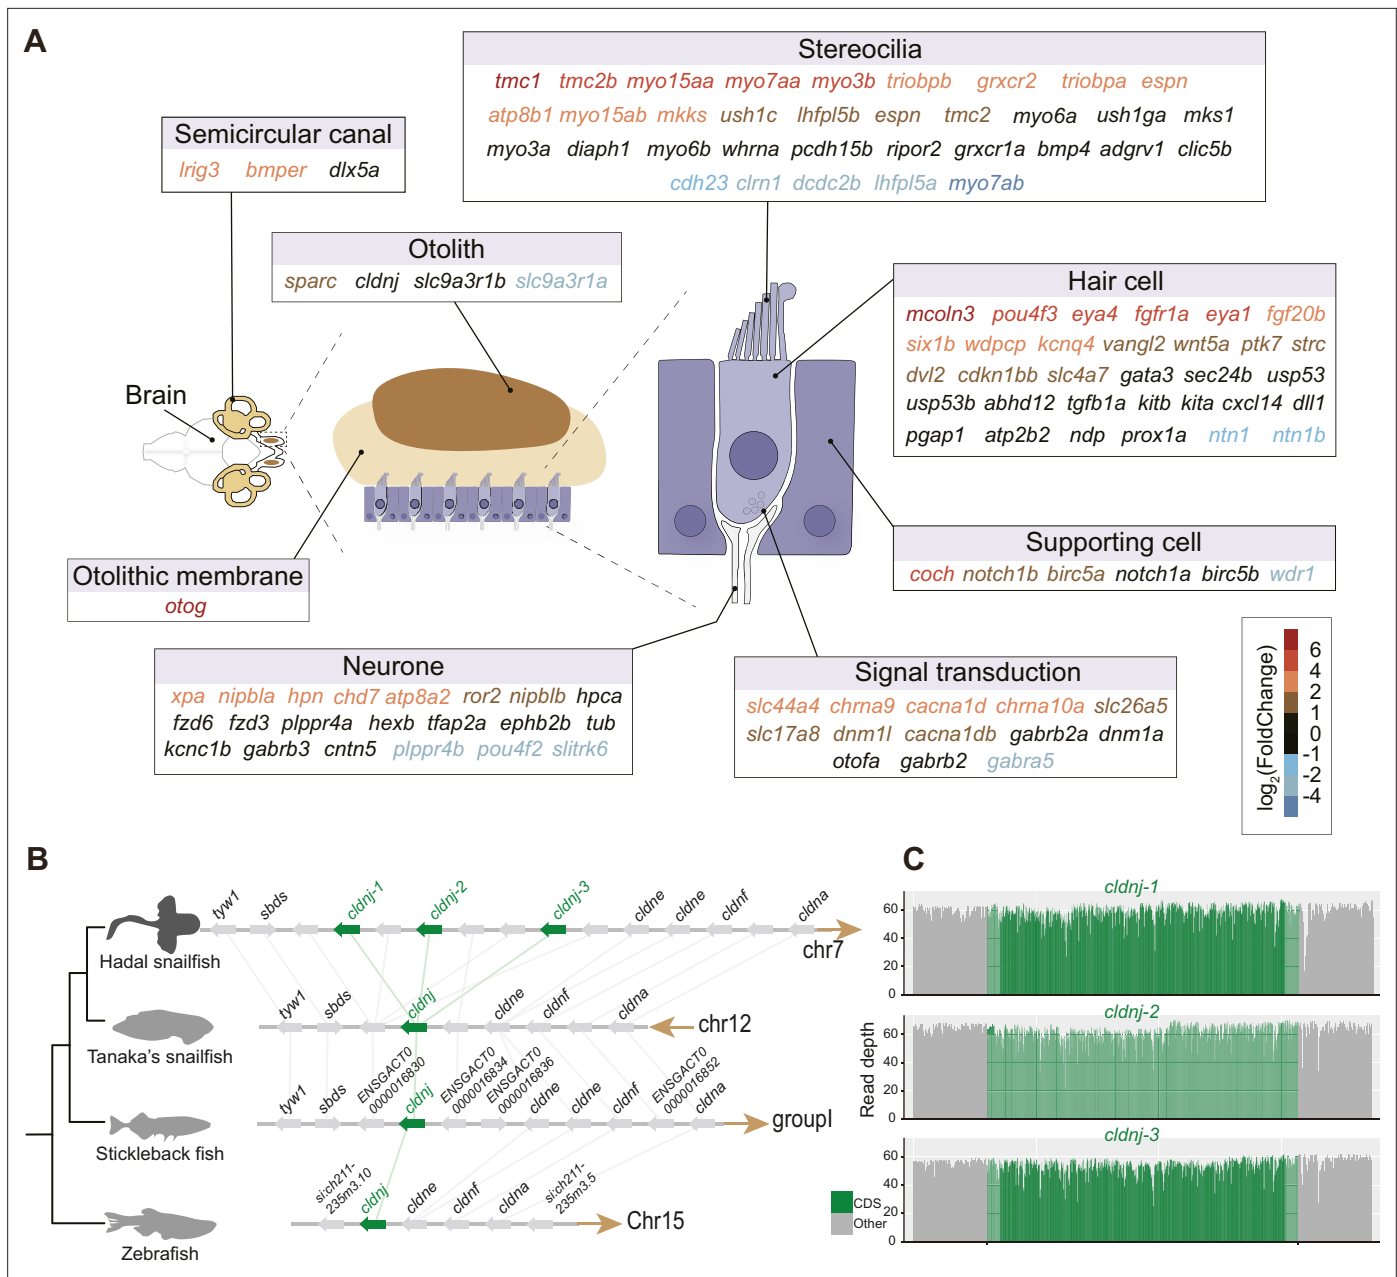 A
Stereocilia
tmc1 tmc2b myo15aa myo7aa myo3b triobpb grxcr2 triobpa espn
atp8b1 myo15ab mkks ush1c lhfpl5b espn tmc2 myo6a ush1ga mks1
myo3a diaph1 myo6b whrna pcdh15b ripor2 grxcr1a bmp4 adgrv1 clic5b
cdh23 clrn1 dcdc2b lhfpl5a myo7ab
Semicircular canal
lrig3 bmper dlx5a
Otolith
sparc cldnj slc9a3r1b slc9a3r1a
Hair cell
mcoln3 pou4f3 eya4 fgfr1a eya1 fgf20b
six1b wdpcp kcnq4 vangl2 wnt5a ptk7 strc
dvl2 cdkn1bb slc4a7 gata3 sec24b usp53
usp53b abhd12 tgfb1a kitb kita cxcl14 dll1
pgap1 atp2b2 ndp prox1a ntn1 ntn1b
Brain
Supporting cell
coch notch1b birc5a notch1a birc5b wdr1
Otolithic membrane
otog
Neurone
xpa nipbla hpn chd7 atp8a2 ror2 nipblb hpca
fzd6 fzd3 plppr4a hexb tfap2a ephb2b tub
kcnc1b gabrb3 cntn5 plppr4b pou4f2 slitrk6
Signal transduction
slc44a4 chrna9 cacna1d chrna10a slc26a5
slc17a8 dnm1l cacna1db gabrb2a dnm1a
otofa gabrb2 gabra5
log2(FoldChange)
6
4
2
1
0
-1
-2
-4
B
tyw1 sbds cldnj-1 cldnj-2 cldnj-3 cldne cldne cldnf cldna
chr7
Hadal snailfish
tyw1 sbds cldnj cldne cldnf cldna
chr12
Tanaka's snailfish
tyw1 sbds ENSGACT0
0000016830 cldnj ENSGACT0
0000016834 ENSGACT0
0000016836 cldne cldne cldnf ENSGACT0
0000016852 cldna
groupI
Stickleback fish
si:ch211-
235m3.10 cldnj cldne cldnf cldna si:ch211-
235m3.5
Chr15
Zebrafish
C
cldnj-1
60
40
20
0
cldnj-2
60
40
20
0
Read depth
cldnj-3
60
40
20
0
CDS
Other